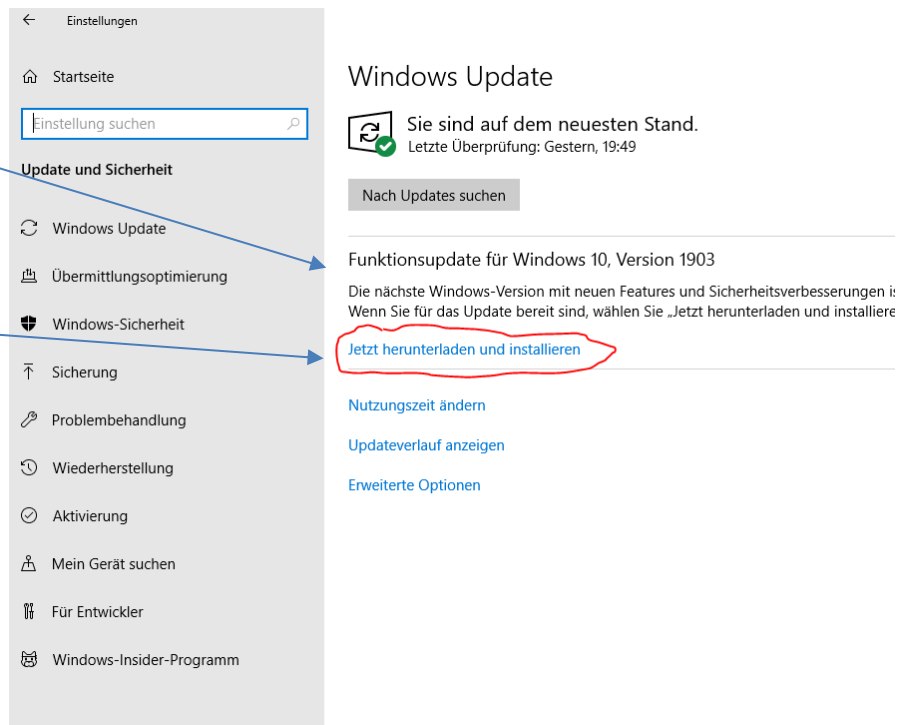 Einstellungen
Startseite
Einstellung suchen
Update und Sicherheit
Windows Update
Übermittlungsoptimierung
Windows-Sicherheit
Sicherung
Problembehandlung
Wiederherstellung
Aktivierung
Mein Gerät suchen
Für Entwickler
Windows-Insider-Programm
Windows Update
Sie sind auf dem neuesten Stand.
Letzte Überprüfung: Gestern, 19:49
Nach Updates suchen
Funktionsupdate für Windows 10, Version 1903
Die nächste Windows-Version mit neuen Features und Sicherheitsverbesserungen
Wenn Sie für das Update bereit sind, wählen Sie „Jetzt herunterladen und installiere
Jetzt herunterladen und installieren
Nutzungszeit ändern
Updateverlauf anzeigen
Erweiterte Optionen